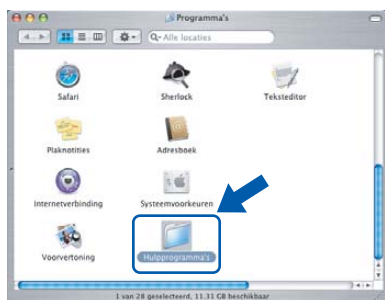 Programma's
Alle locaties
Safari
Sherlock
Teksteditor
Plaknotities
Adresboek
Internetverbinding
Systeemvoorkeuren
Voorvertoning
Hulpprogramma's
1 van 28 geselecteerd, 11.31 GB beschikbaar